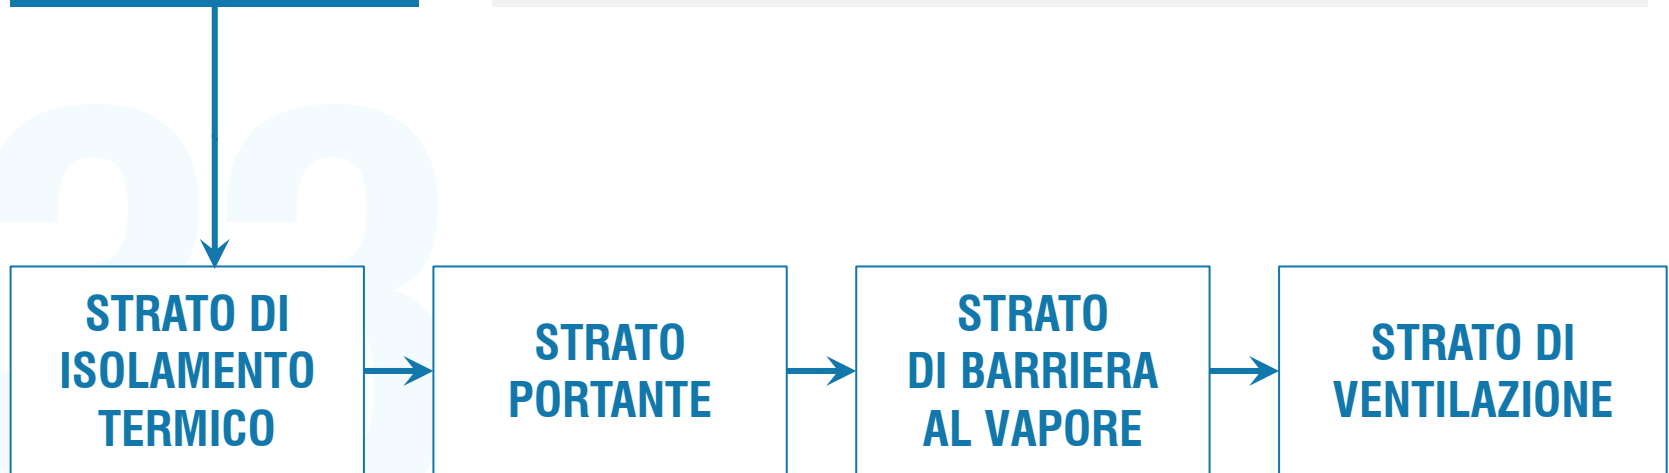 STRATO DI
ISOLAMENTO
TERMICO
STRATO
PORTANTE
STRATO
DI BARRIERA
AL VAPORE
STRATO DI
VENTILAZIONE